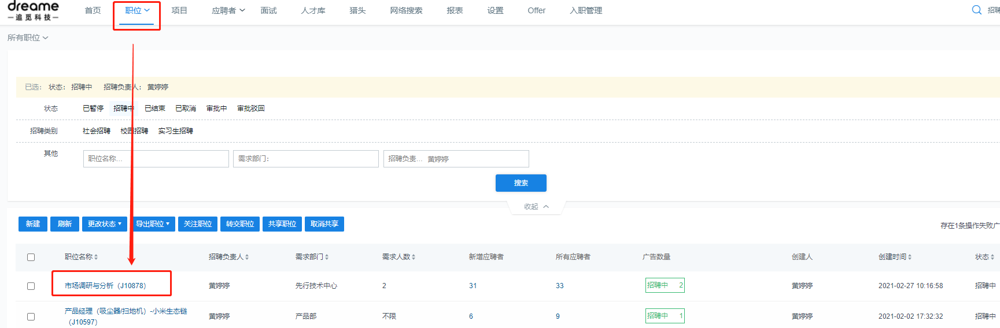 dreame
追觅科技
首页 职位 项目 应聘者 面试 人才库 猎头 网络搜索 报表 设置 Offer 入职管理 招聘
所有职位
已选： 状态： 招聘中 招聘负责人： 黄婷婷
状态 已暂停 招聘中 已结束 已取消 审批中 审批驳回
招聘类别 社会招聘 校园招聘 实习生招聘
其他 职位名称... 需求部门： 招聘负责... 黄婷婷
搜索
收起
新建 刷新 更改状态 导出职位 关注职位 转交职位 共享职位 取消共享 存在1条操作失败广
职位名称 招聘负责人 需求部门 需求人数 新增应聘者 所有应聘者 广告数量 创建人 创建时间 状态
市场调研与分析（J10878） 黄婷婷 先行技术中心 2 31 33 招聘中 2 黄婷婷 2021-02-27 10:16:58 招聘中
产品经理（吸尘器/扫地机）-小米生态链
（J10597） 黄婷婷 产品部 不限 6 9 招聘中 1 黄婷婷 2021-02-02 17:32:32 招聘中